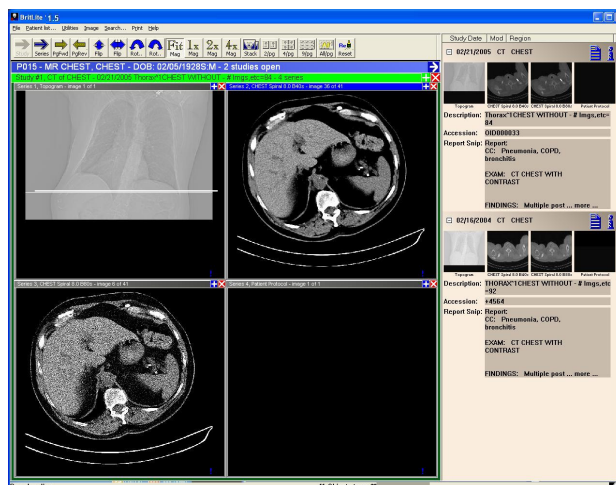 BritLite 1.5
File Patient list... Utilities Image Search... Print Help
Study Series PgFwd PgRev Flip Flip Rot.. Rot.. Fit Mag 1x Mag 2x Mag 4x Mag Stack 2/pg 4/pg 9/pg All/pg Reset
P015 - MR CHEST, CHEST - DOB: 02/05/1928S:M - 2 studies open
Study #1, CT of CHEST - 02/21/2005 Thorax^1CHEST WITHOUT - # Imgs,etc=84 - 4 series
Series 1, Topogram - image 1 of 1
Series 2, CHEST Spiral 8.0 B40s - image 36 of 41
Series 3, CHEST Spiral 8.0 B80s - image 6 of 41
Series 4, Patient Protocol - image 1 of 1
Study Date Mod Region
02/21/2005 CT CHEST
Topogram CHEST Spiral 8.0 B40s CHEST Spiral 8.0 B80s Patient Protocol
Description: Thorax^1CHEST WITHOUT - # Imgs,etc=
84
Accession: OID000033
Report Snip: Report:
CC: Pneumonia, COPD,
bronchitis
EXAM: CT CHEST WITH
CONTRAST
FINDINGS: Multiple post ... more ...
02/16/2004 CT CHEST
Topogram CHEST Spiral 8.0 B40s CHEST Spiral 8.0 B80s Patient Protocol
Description: THORAX^1CHEST WITHOUT - # Imgs,etc
=92
Accession: +4564
Report Snip: Report:
CC: Pneumonia, COPD,
bronchitis
EXAM: CT CHEST WITH
CONTRAST
FINDINGS: Multiple post ... more ...